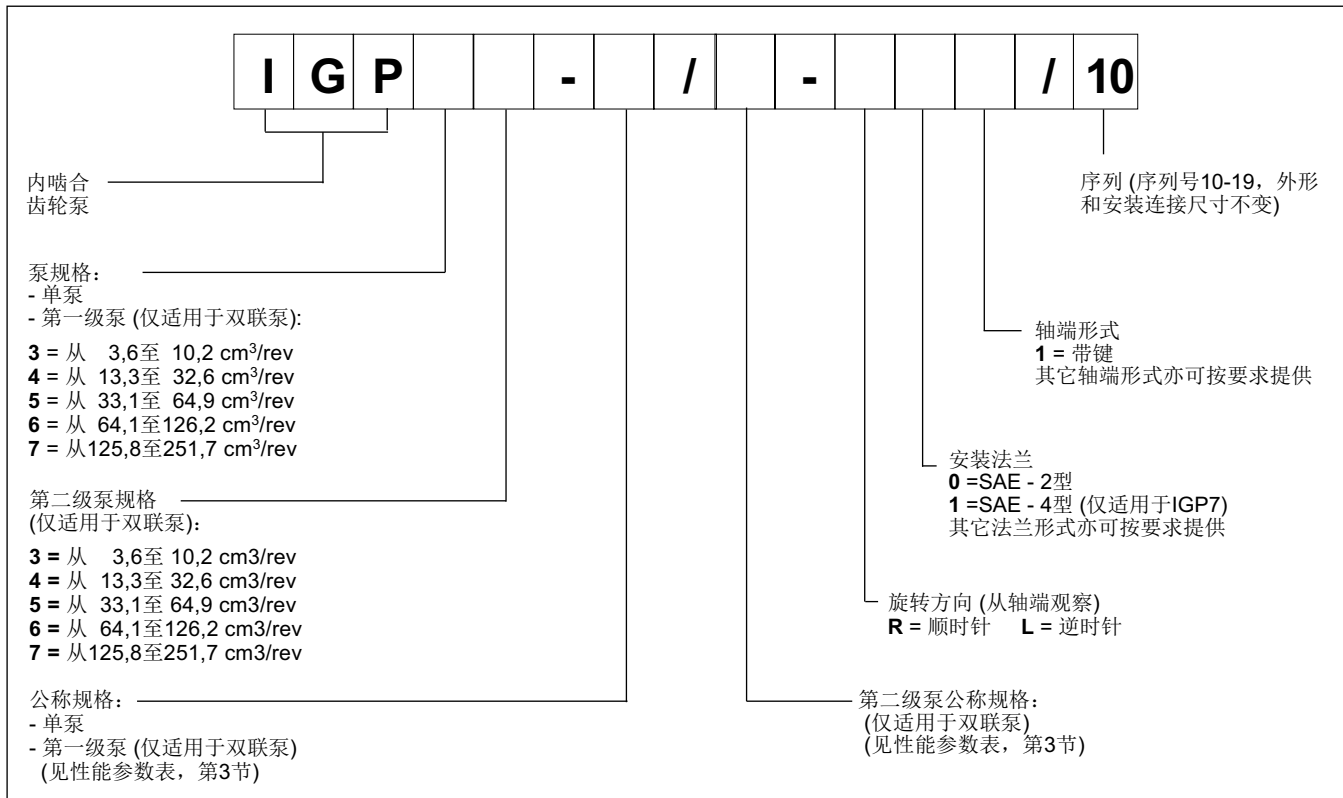 I G P - / - / 10
内啮合
齿轮泵
序列 (序列号10-19，外形
和安装连接尺寸不变)
泵规格：
- 单泵
- 第一级泵 (仅适用于双联泵):
3 = 从 3,6至 10,2 cm³/rev
4 = 从 13,3至 32,6 cm³/rev
5 = 从 33,1至 64,9 cm³/rev
6 = 从 64,1至126,2 cm³/rev
7 = 从125,8至251,7 cm³/rev
轴端形式
1 = 带键
其它轴端形式亦可按要求提供
安装法兰
0 =SAE - 2型
1 =SAE - 4型 (仅适用于IGP7)
其它法兰形式亦可按要求提供
第二级泵规格
(仅适用于双联泵)：
3 = 从 3,6至 10,2 cm3/rev
4 = 从 13,3至 32,6 cm3/rev
5 = 从 33,1至 64,9 cm3/rev
6 = 从 64,1至126,2 cm3/rev
7 = 从125,8至251,7 cm3/rev
旋转方向 (从轴端观察)
R = 顺时针 L = 逆时针
公称规格：
- 单泵
- 第一级泵 (仅适用于双联泵)
(见性能参数表，第3节)
第二级泵公称规格：
(仅适用于双联泵)
(见性能参数表，第3节)